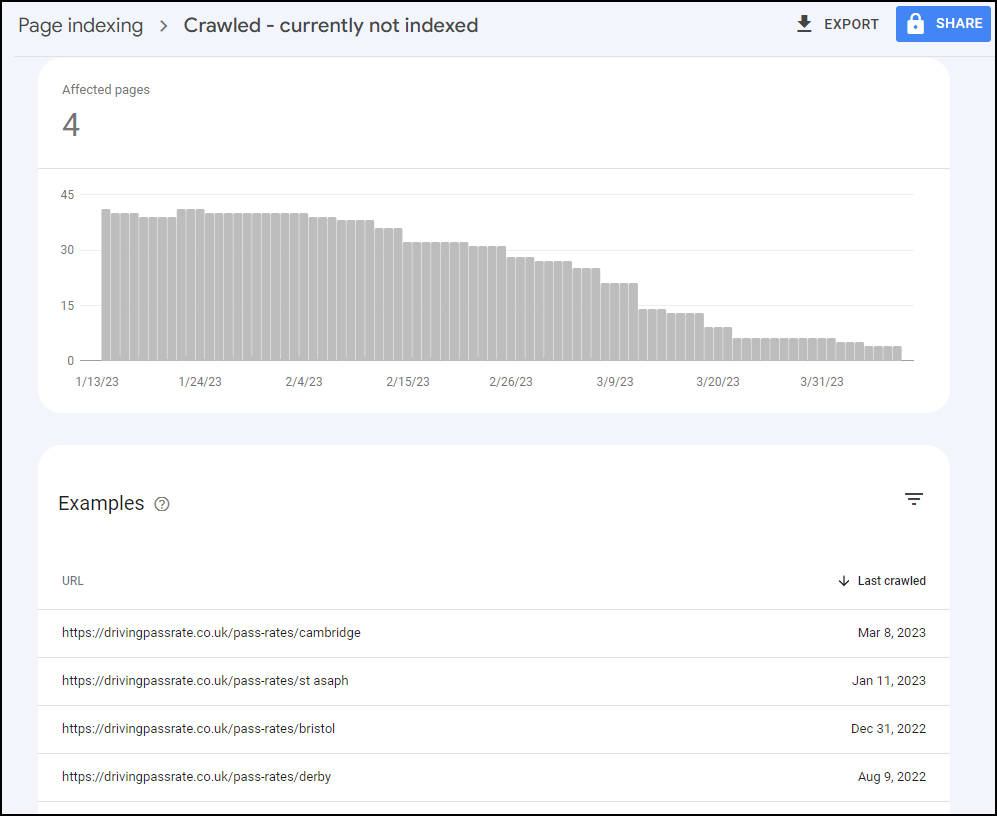 Page indexing > Crawled - currently not indexed EXPORT SHARE
Affected pages
4
45
30
15
0
1/13/23 1/24/23 2/4/23 2/15/23 2/26/23 3/9/23 3/20/23 3/31/23
Examples ?
URL Last crawled
https://drivingpassrate.co.uk/pass-rates/cambridge Mar 8, 2023
https://drivingpassrate.co.uk/pass-rates/st asaph Jan 11, 2023
https://drivingpassrate.co.uk/pass-rates/bristol Dec 31, 2022
https://drivingpassrate.co.uk/pass-rates/derby Aug 9, 2022